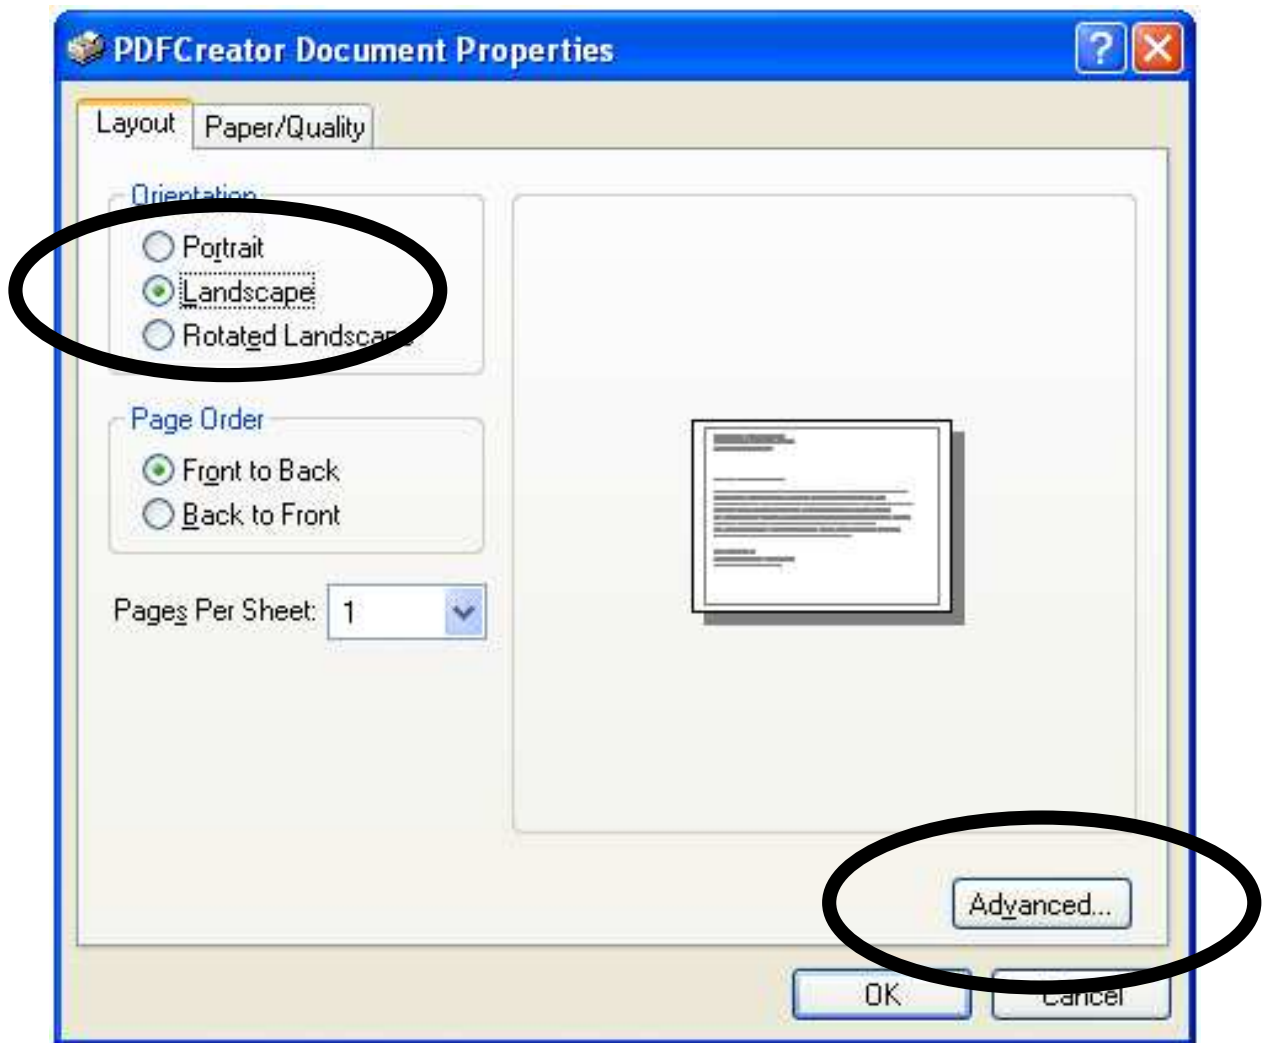 PDFCreator Document Properties
Layout
Paper/Quality
Orientation
Portrait
Landscape
Rotated Landscape
Page Order
Front to Back
Back to Front
Pages Per Sheet: 1
Advanced...
OK
Cancel